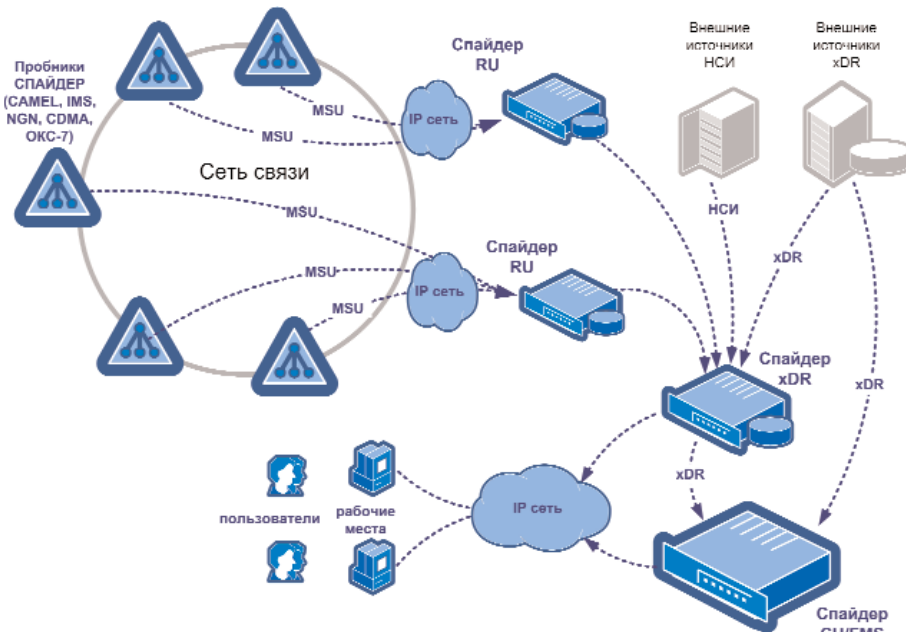 Пробники
СПАЙДЕР
(CAMEL, IMS,
NGN, CDMA,
ОКС-7)
Сеть связи
MSU
MSU
MSU
MSU
MSU
IP сеть
Спайдер
RU
IP сеть
Спайдер
RU
Внешние
источники
НСИ
Внешние
источники
xDR
НСИ
xDR
xDR
Спайдер
xDR
xDR
IP сеть
пользователи
рабочие
места
Спайдер